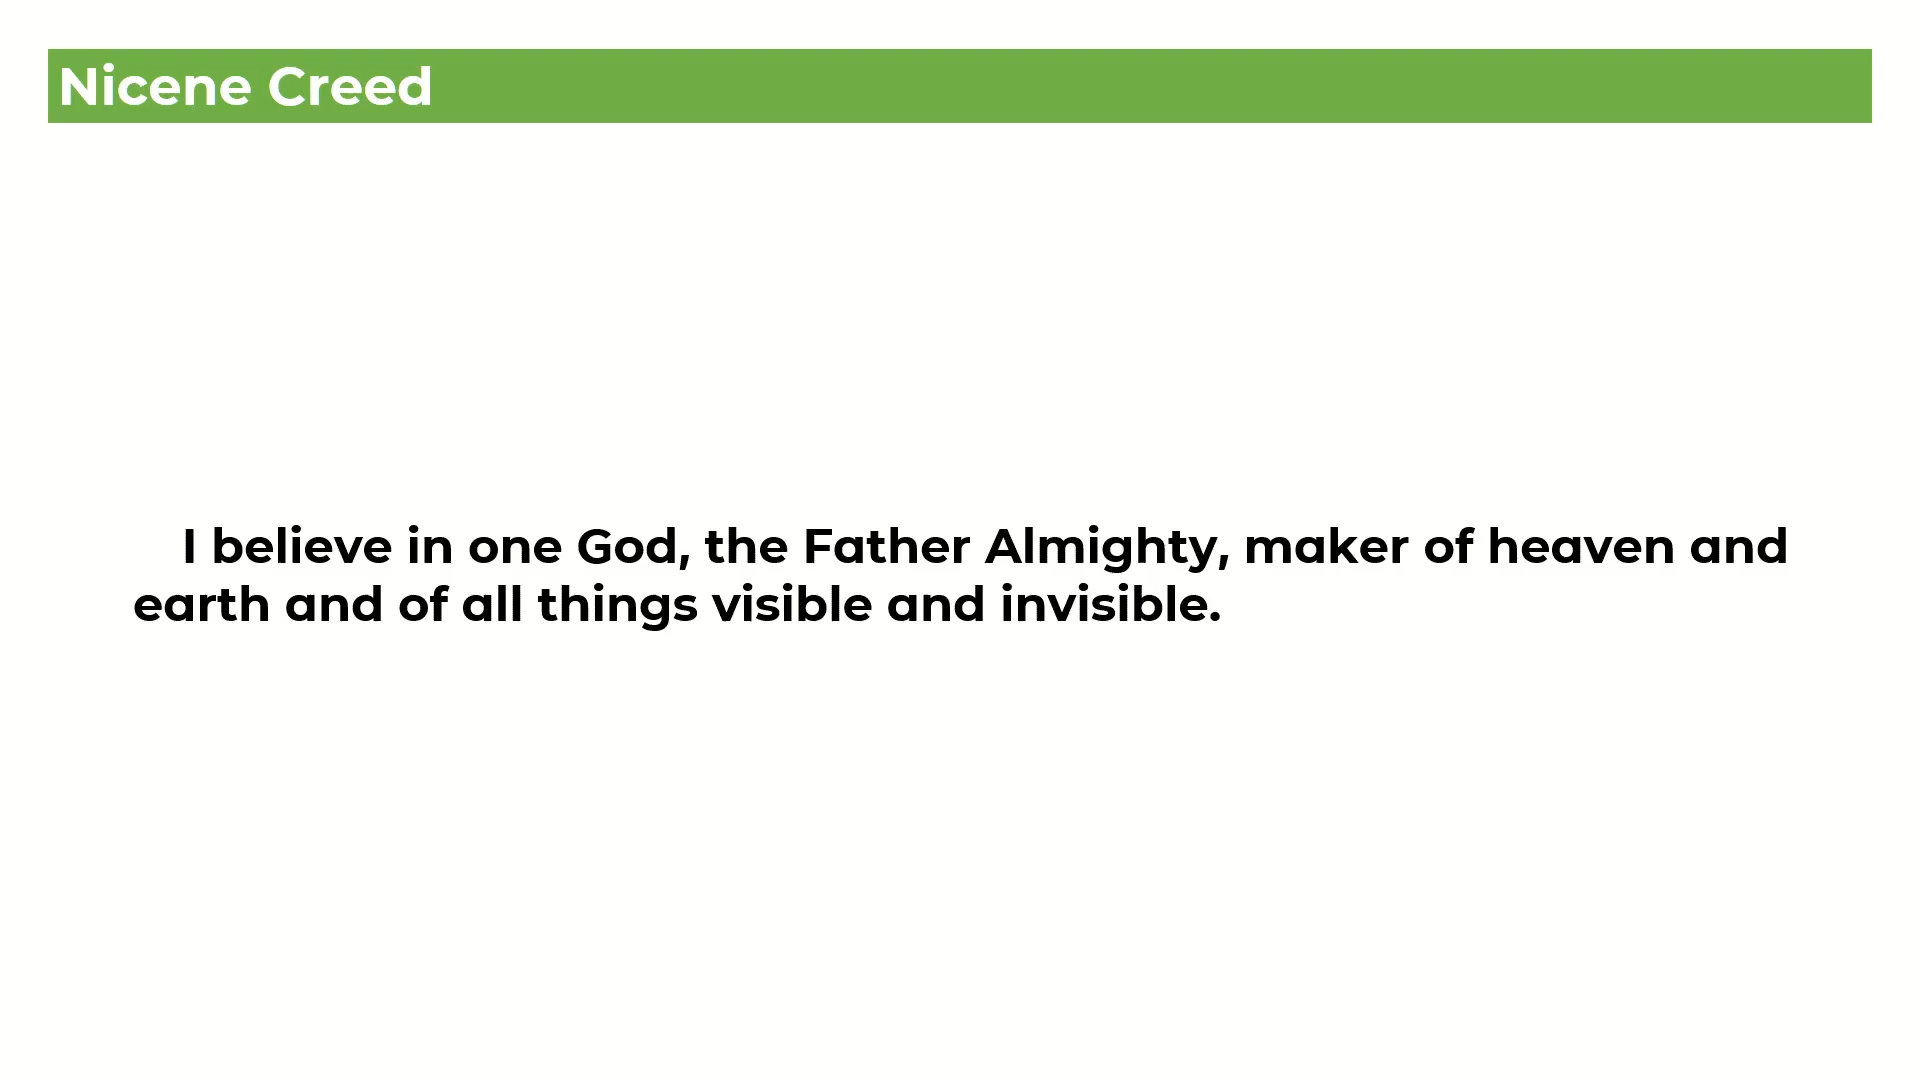 Nicene Creed
I believe in one God, the Father Almighty, maker of heaven and
earth and of all things visible and invisible.